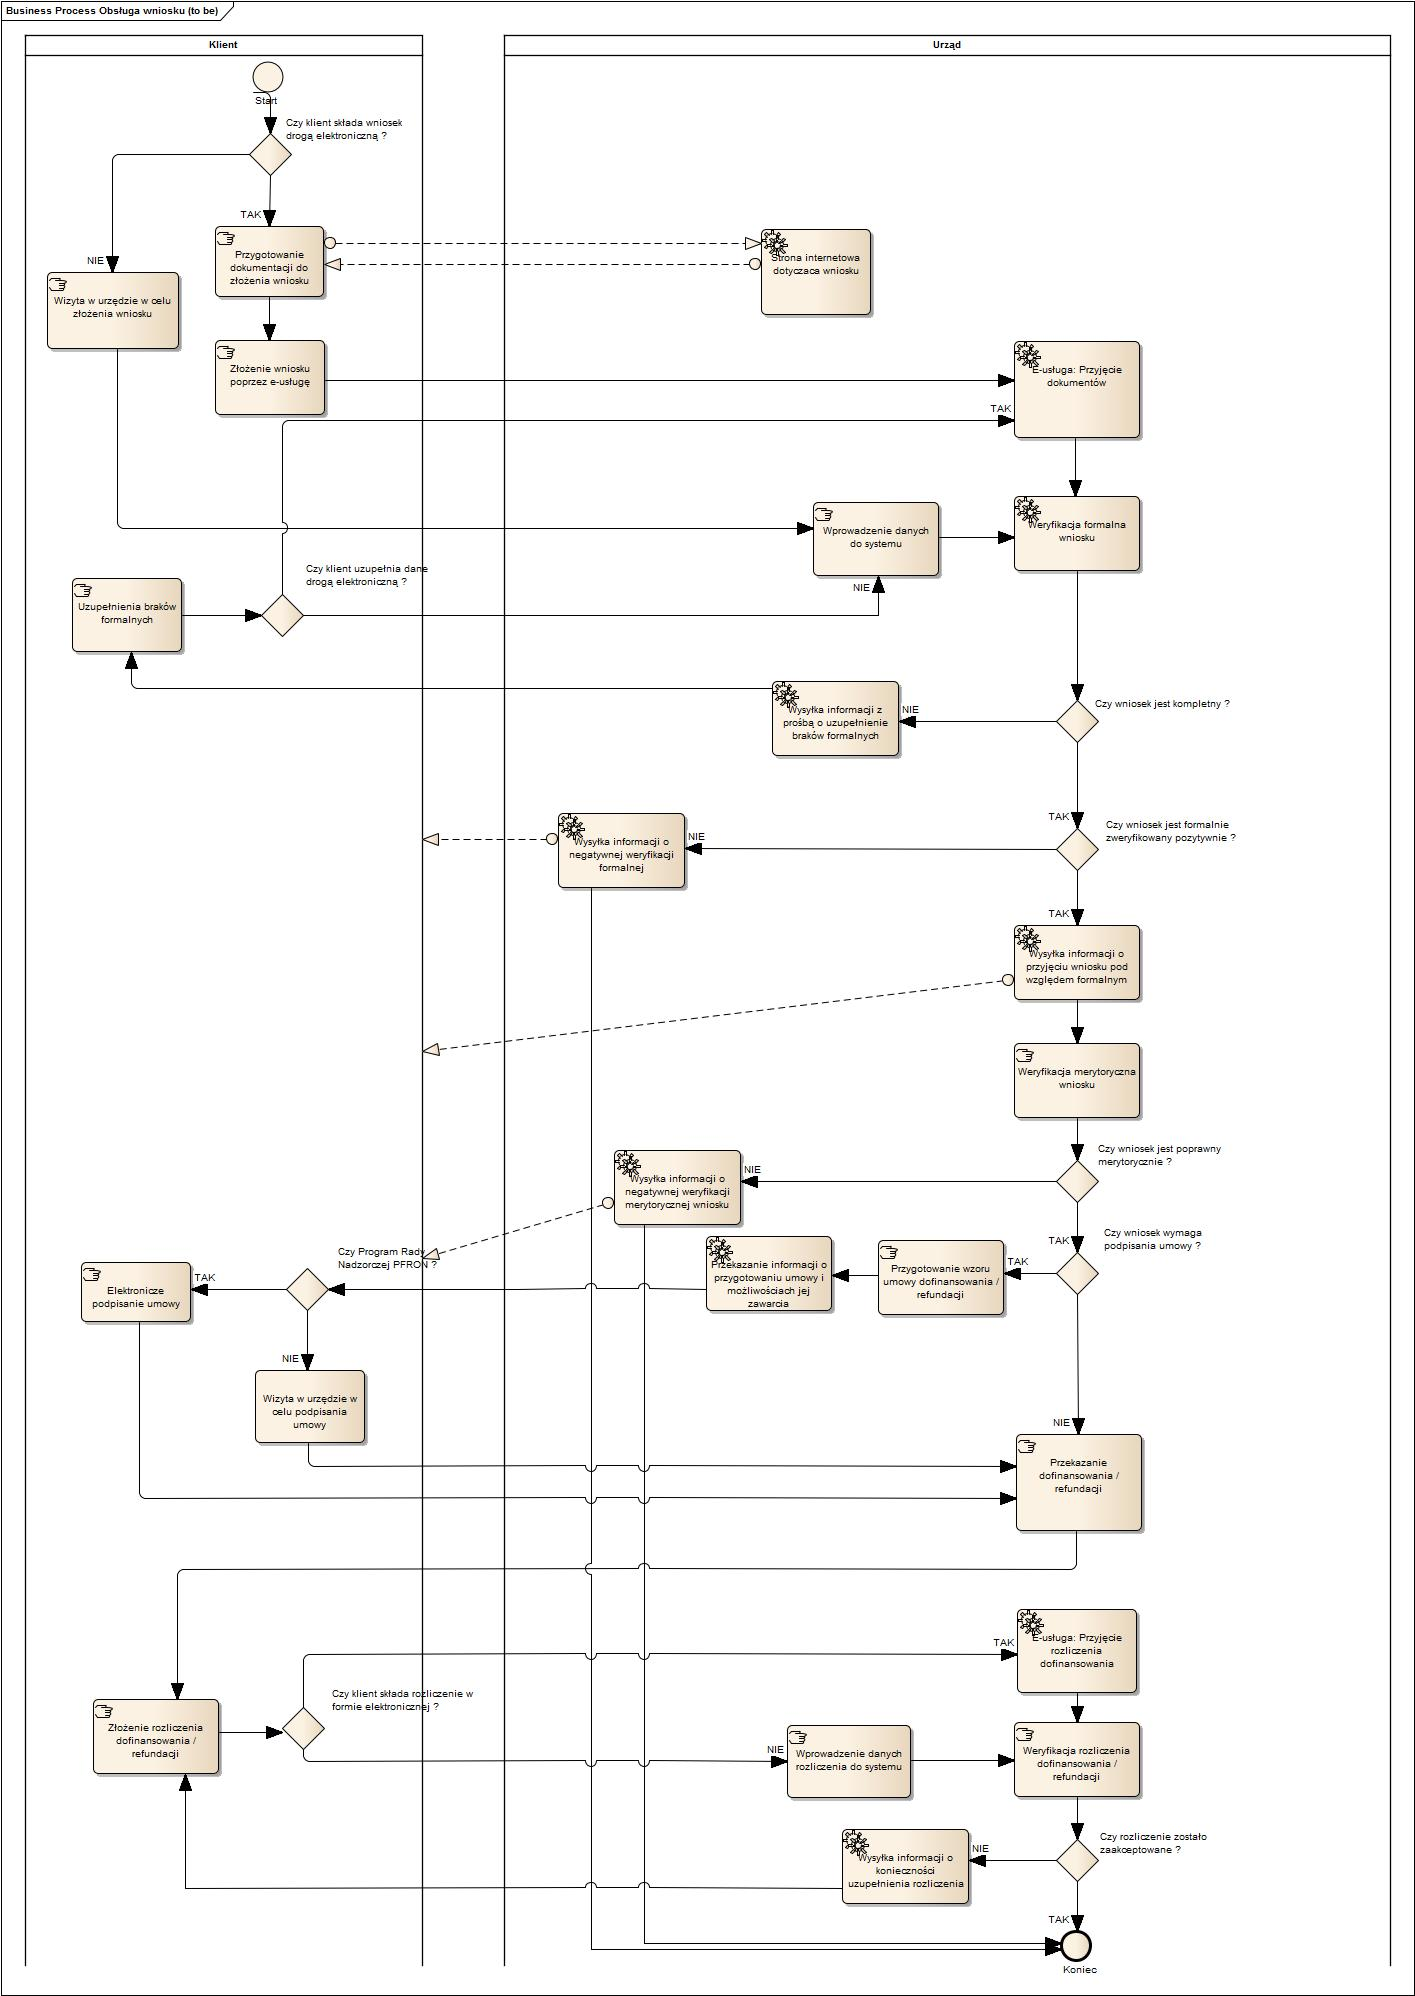 Business Process Obsługa wniosku (to be)
Klient
Urząd
Start
Czy klient składa wniosek
drogą elektroniczną ?
TAK
NIE
Przygotowanie
dokumentacji do
złożenia wniosku
Strona internetowa
dotyczaca wniosku
Wizyta w urzędzie w celu
złożenia wniosku
Złożenie wniosku
poprzez e-usługę
E-usługa: Przyjęcie
dokumentów
TAK
Wprowadzenie danych
do systemu
Weryfikacja formalna
wniosku
Czy klient uzupełnia dane
drogą elektroniczną ?
NIE
Uzupełnienia braków
formalnych
Wysyłka informacji z
prośbą o uzupełnienie
braków formalnych
NIE
Czy wniosek jest kompletny ?
TAK
Czy wniosek jest formalnie
zweryfikowany pozytywnie ?
NIE
Wysyłka informacji o
negatywnej weryfikacji
formalnej
TAK
Wysyłka informacji o
przyjęciu wniosku pod
względem formalnym
Weryfikacja merytoryczna
wniosku
Czy wniosek jest poprawny
merytorycznie ?
NIE
Wysyłka informacji o
negatywnej weryfikacji
merytorycznej wniosku
TAK
Czy wniosek wymaga
podpisania umowy ?
TAK
Przygotowanie wzoru
umowy dofinansowania /
refundacji
Przekazanie informacji o
przygotowaniu umowy i
możliwościach jej
zawarcia
Czy Program Rady
Nadzorczej PFRON ?
TAK
Elektronicze
podpisanie umowy
NIE
Wizyta w urzędzie w
celu podpisania
umowy
NIE
Przekazanie
dofinansowania /
refundacji
E-usługa: Przyjęcie
rozliczenia
dofinansowania
TAK
Czy klient składa rozliczenie w
formie elektronicznej ?
Złożenie rozliczenia
dofinansowania /
refundacji
NIE
Wprowadzenie danych
rozliczenia do systemu
Weryfikacja rozliczenia
dofinansowania /
refundacji
Czy rozliczenie zostało
zaakceptowane ?
NIE
Wysyłka informacji o
konieczności
uzupełnienia rozliczenia
TAK
Koniec